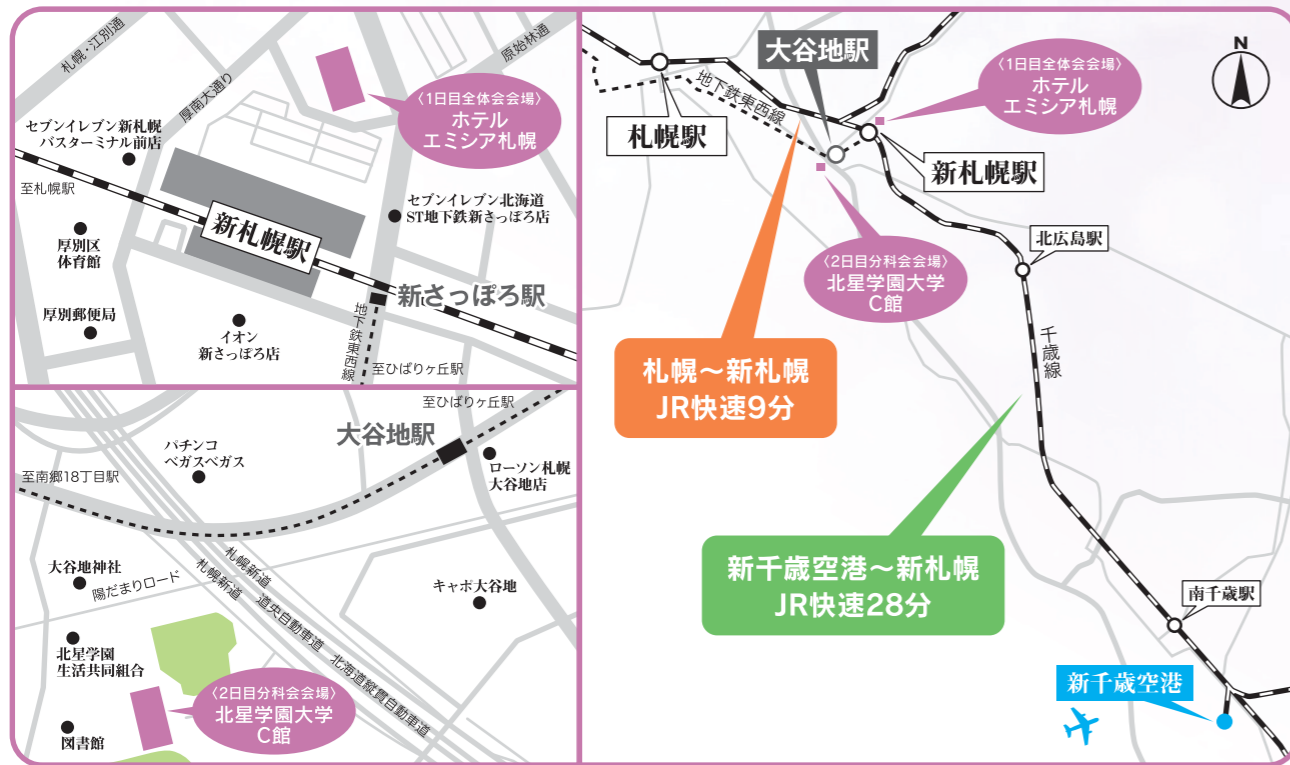 札幌・江別通
厚南大通り
原始林通
〈1日目全体会会場〉
ホテル
エミシア札幌
セブンイレブン新札幌
バスターミナル前店
至札幌駅
厚別区
体育館
新札幌駅
セブンイレブン北海道
ST地下鉄新さっぽろ店
厚別郵便局
イオン
新さっぽろ店
新さっぽろ駅
地下鉄東西線
至ひばりヶ丘駅
至ひばりヶ丘駅
大谷地駅
パチンコ
ベガスベガス
至南郷18丁目駅
ローソン札幌
大谷地店
大谷地神社
陽だまりロード
札幌新道
札幌新道
道央自動車道
北海道縦貫自動車道
キャポ大谷地
北星学園
生活共同組合
〈2日目分科会会場〉
北星学園大学
C館
図書館
大谷地駅
〈1日目全体会会場〉
ホテル
エミシア札幌
N
地下鉄東西線
札幌駅
新札幌駅
〈2日目分科会会場〉
北星学園大学
C館
北広島駅
札幌～新札幌
JR快速9分
千歳線
新千歳空港～新札幌
JR快速28分
南千歳駅
新千歳空港